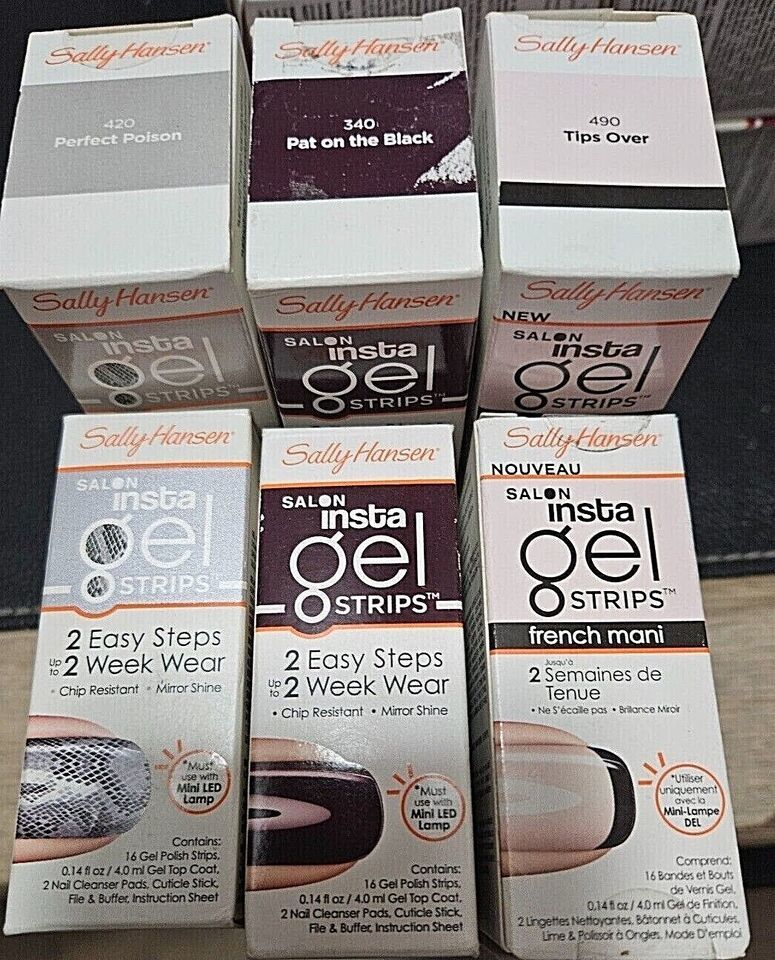 Sally Hansen
420
Perfect Poison
Sally Hansen
340
Pat on the Black
Sally Hansen
490
Tips Over
Sally Hansen
SALON
insta
gel
STRIPS
Sally Hansen
SALON
insta
gel
STRIPS™
Sally Hansen
NEW
SALON
insta
gel
STRIPS™
Sally Hansen
SALON
insta
gel
STRIPS
2 Easy Steps
Up to 2 Week Wear
• Chip Resistant • Mirror Shine
*Must
use with
Mini LED
Lamp
Contains:
16 Gel Polish Strips,
0.14 fl oz / 4.0 ml Gel Top Coat,
2 Nail Cleanser Pads, Cuticle Stick,
File & Buffer, Instruction Sheet
Sally Hansen
SALON
insta
gel
STRIPS™
2 Easy Steps
Up to 2 Week Wear
• Chip Resistant • Mirror Shine
*Must
use with
Mini LED
Lamp
Contains:
16 Gel Polish Strips,
0.14 fl oz / 4.0 ml Gel Top Coat,
2 Nail Cleanser Pads, Cuticle Stick,
File & Buffer, Instruction Sheet
Sally Hansen
NOUVEAU
SALON
insta
gel
STRIPS™
french mani
Jusqu'à
2 Semaines de
Tenue
• Ne S'écaille pas • Brillance Miroir
*Utiliser
uniquement
avec la
Mini-Lampe
DEL
Comprend:
16 Bandes et Bouts
de Vernis Gel,
0.14 fl oz / 4.0 ml Gel de Finition,
2 Lingettes Nettoyantes, Bâtonnet à Cuticules,
Lime & Polissoir à Ongles, Mode D'emploi